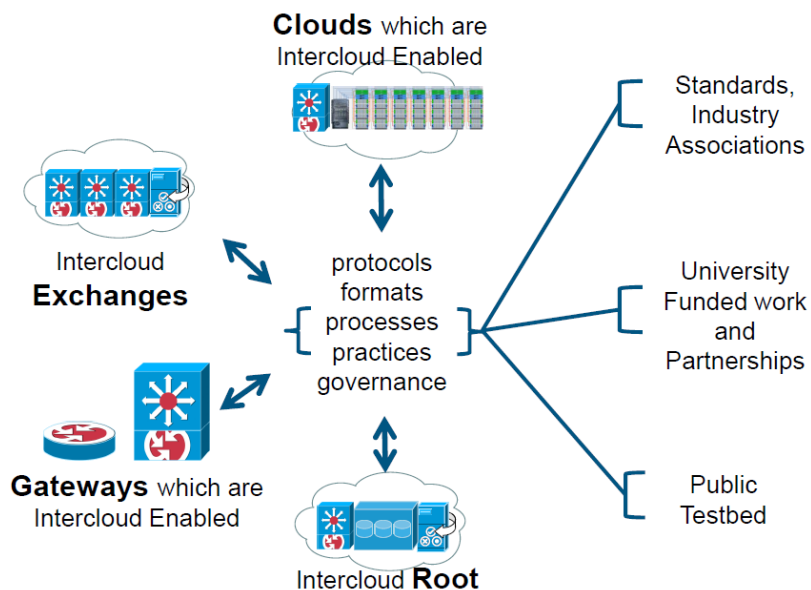 Clouds which are
Intercloud Enabled
Standards,
Industry
Associations
Intercloud
Exchanges
protocols
formats
processes
practices
governance
University
Funded work
and
Partnerships
Gateways which are
Intercloud Enabled
Public
Testbed
Intercloud Root